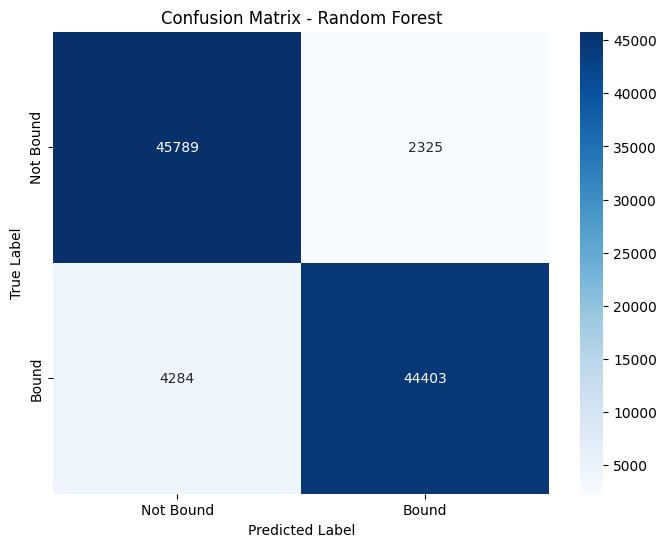 Confusion Matrix - Random Forest
True Label
Not Bound
Bound
45789
2325
4284
44403
Not Bound
Bound
Predicted Label
45000
40000
35000
30000
25000
20000
15000
10000
5000